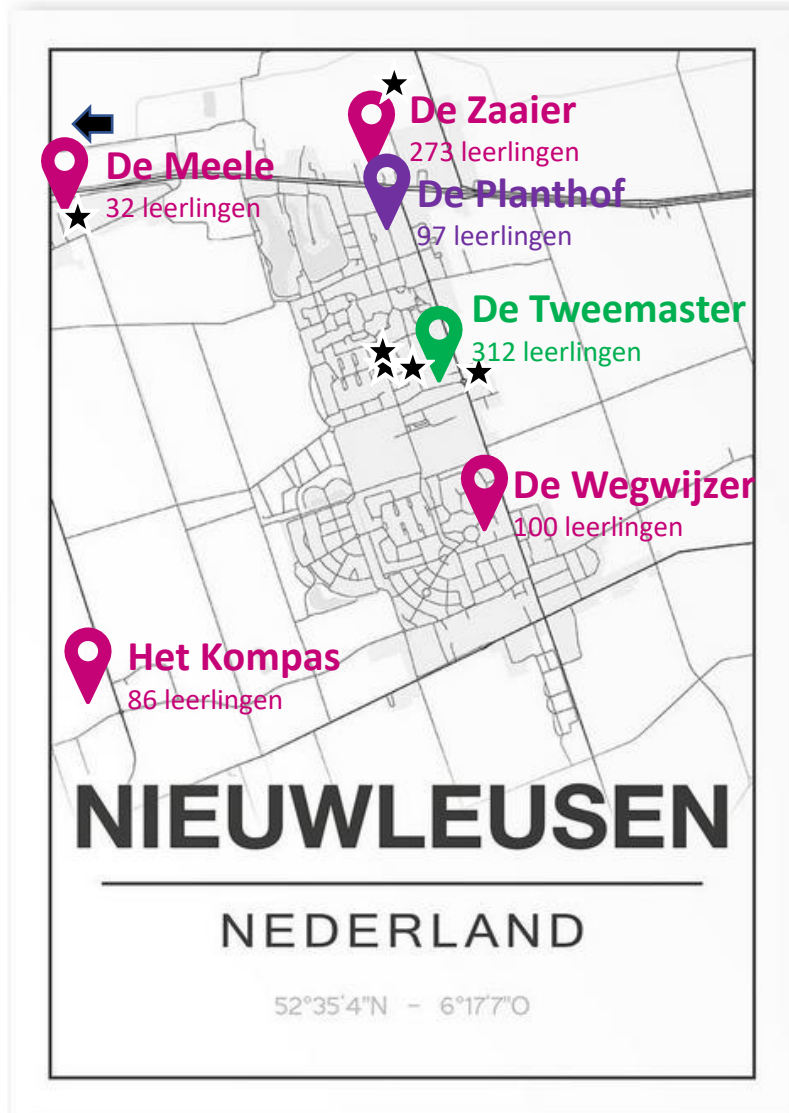 De Zaaier
273 leerlingen
De Meele
32 leerlingen
De Planthof
97 leerlingen
De Tweemaster
312 leerlingen
De Wegwijzer
100 leerlingen
Het Kompas
86 leerlingen
NIEUWLEUSEN
NEDERLAND
52°35'4"N - 6°17'7"O